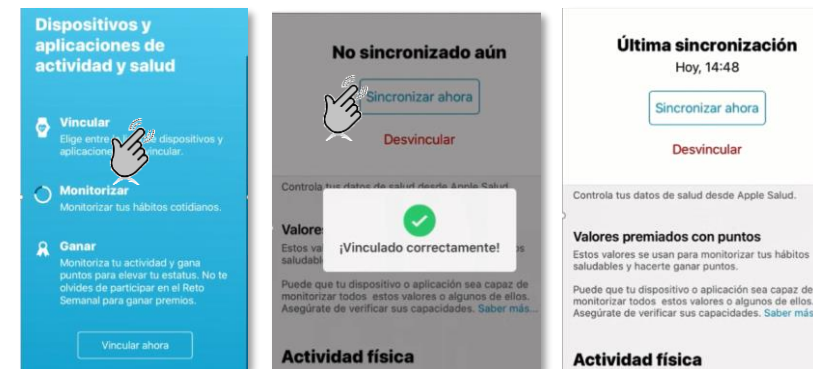 Dispositivos y
aplicaciones de
actividad y salud
Vincular
Elige entre dispositivos y
vincular.
Monitorizar
Monitorizar tus hábitos cotidianos.
Ganar
Monitoriza tu actividad y gana
puntos para elevar tu estatus. No te
olvides de participar en el Reto
Semanal para ganar premios.
Vincular ahora
No sincronizado aún
Sincronizar ahora
Desvincular
Controla tus datos de salud desde Apple Salud.
¡Vinculado correctamente!
Puede que tu dispositivo o aplicación sea capaz de
monitorizar todos estos valores o algunos de ellos.
Asegúrate de verificar sus capacidades. Saber más...
Actividad física
Última sincronización
Hoy, 14:48
Sincronizar ahora
Desvincular
Controla tus datos de salud desde Apple Salud.
Valores premiados con puntos
Estos valores se usan para monitorizar tus hábitos
saludables y hacerte ganar puntos.
Puede que tu dispositivo o aplicación sea capaz de
monitorizar todos estos valores o algunos de ellos.
Asegúrate de verificar sus capacidades. Saber más
Actividad física